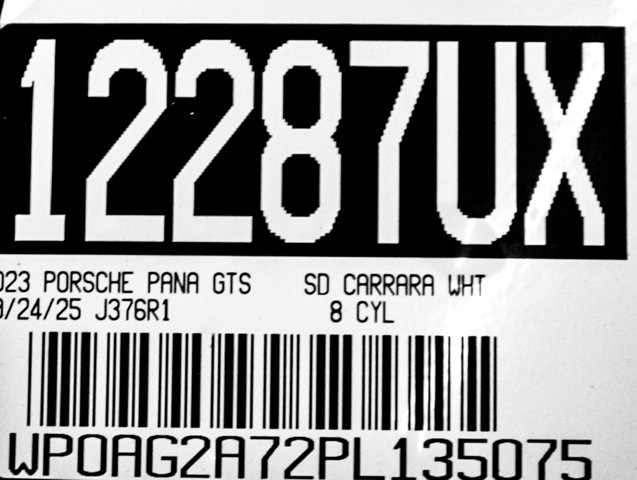 12287UX
023 PORSCHE PANA GTS SD CARRARA WHT
/24/25 J376R1 8 CYL
WP0AG2A72PL135075